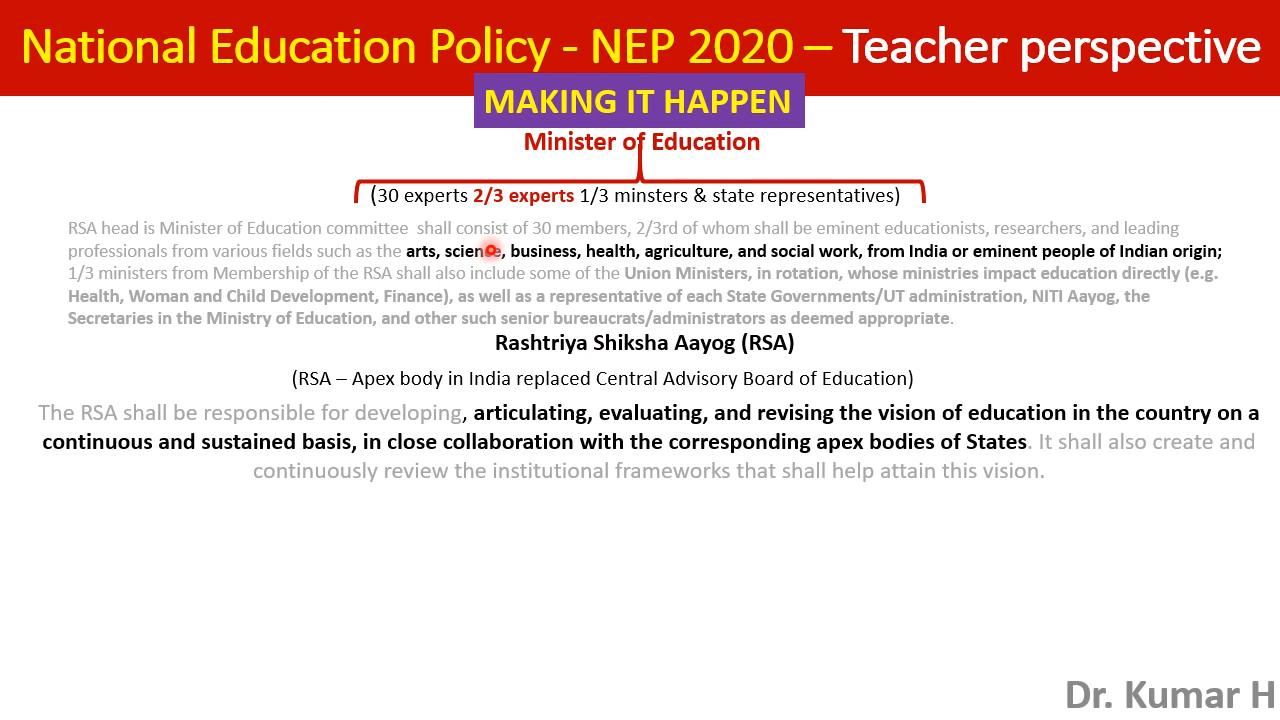 National Education Policy - NEP 2020 – Teacher perspective
MAKING IT HAPPEN
Minister of Education
(30 experts 2/3 experts 1/3 minsters & state representatives)
RSA head is Minister of Education committee shall consist of 30 members, 2/3rd of whom shall be eminent educationists, researchers, and leading
professionals from various fields such as the arts, science, business, health, agriculture, and social work, from India or eminent people of Indian origin;
1/3 ministers from Membership of the RSA shall also include some of the Union Ministers, in rotation, whose ministries impact education directly (e.g.
Health, Woman and Child Development, Finance), as well as a representative of each State Governments/UT administration, NITI Aayog, the
Secretaries in the Ministry of Education, and other such senior bureaucrats/administrators as deemed appropriate.
Rashtriya Shiksha Aayog (RSA)
(RSA – Apex body in India replaced Central Advisory Board of Education)
The RSA shall be responsible for developing, articulating, evaluating, and revising the vision of education in the country on a
continuous and sustained basis, in close collaboration with the corresponding apex bodies of States. It shall also create and
continuously review the institutional frameworks that shall help attain this vision.
Dr. Kumar H